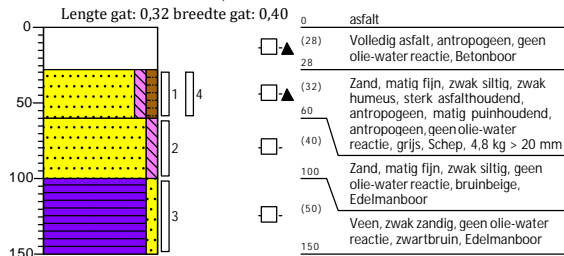 Lengte gat: 0,32 breedte gat: 0,40
0
50
100
150
1
4
2
3
0 asfalt
(28) Volledig asfalt, antropogeen, geen
olie-water reactie, Betonboor
28
(32) Zand, matig fijn, zwak siltig, zwak
humeus, sterk asfalthoudend,
60 antropogeen, matig puinhoudend,
antropogeen, geen olie-water
(40) reactie, grijs, Schep, 4,8 kg > 20 mm
100 Zand, matig fijn, zwak siltig, geen
olie-water reactie, bruinbeige,
Edelmanboor
(50)
Veen, zwak zandig, geen olie-water
reactie, zwartbruin, Edelmanboor
150